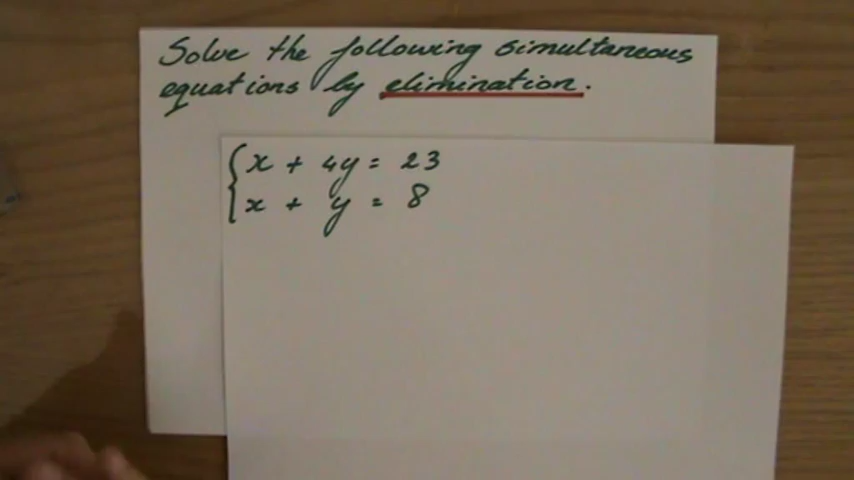 Solve the following simultaneous
equations by elimination.
x + 4y = 23
x + y = 8